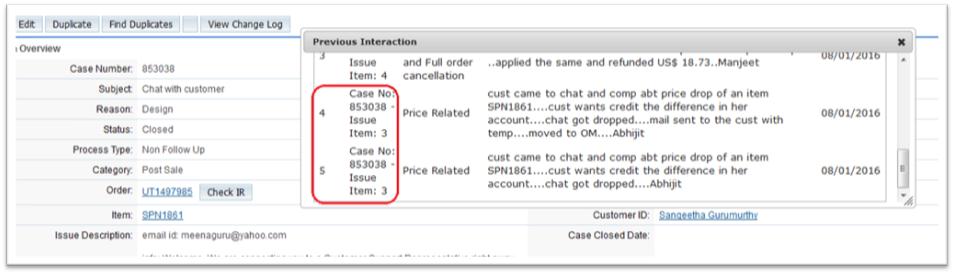 Edit Duplicate Find Duplicates View Change Log
Overview
Case Number: 853038
Subject: Chat with customer
Reason: Design
Status: Closed
Process Type: Non Follow Up
Category: Post Sale
Order: UT1497985 Check IR
Item: SPN1861
Issue Description: email id: meenaguru@yahoo.com
Previous Interaction x
3 Issue Item: 4 and Full order cancellation ..applied the same and refunded US$ 18.73..Manjeet 08/01/2016
Case No:
4 853038 - Price Related cust came to chat and comp abt price drop of an item 08/01/2016
Issue SPN1861....cust wants credit the difference in her
Item: 3 account....chat got dropped....mail sent to the cust with
temp....moved to OM....Abhijit
Case No:
5 853038 - Price Related cust came to chat and comp abt price drop of an item 08/01/2016
Issue SPN1861....cust wants credit the difference in her
Item: 3 account....chat got dropped....Abhijit
Customer ID: Sangeetha Gurumurthy
Case Closed Date: